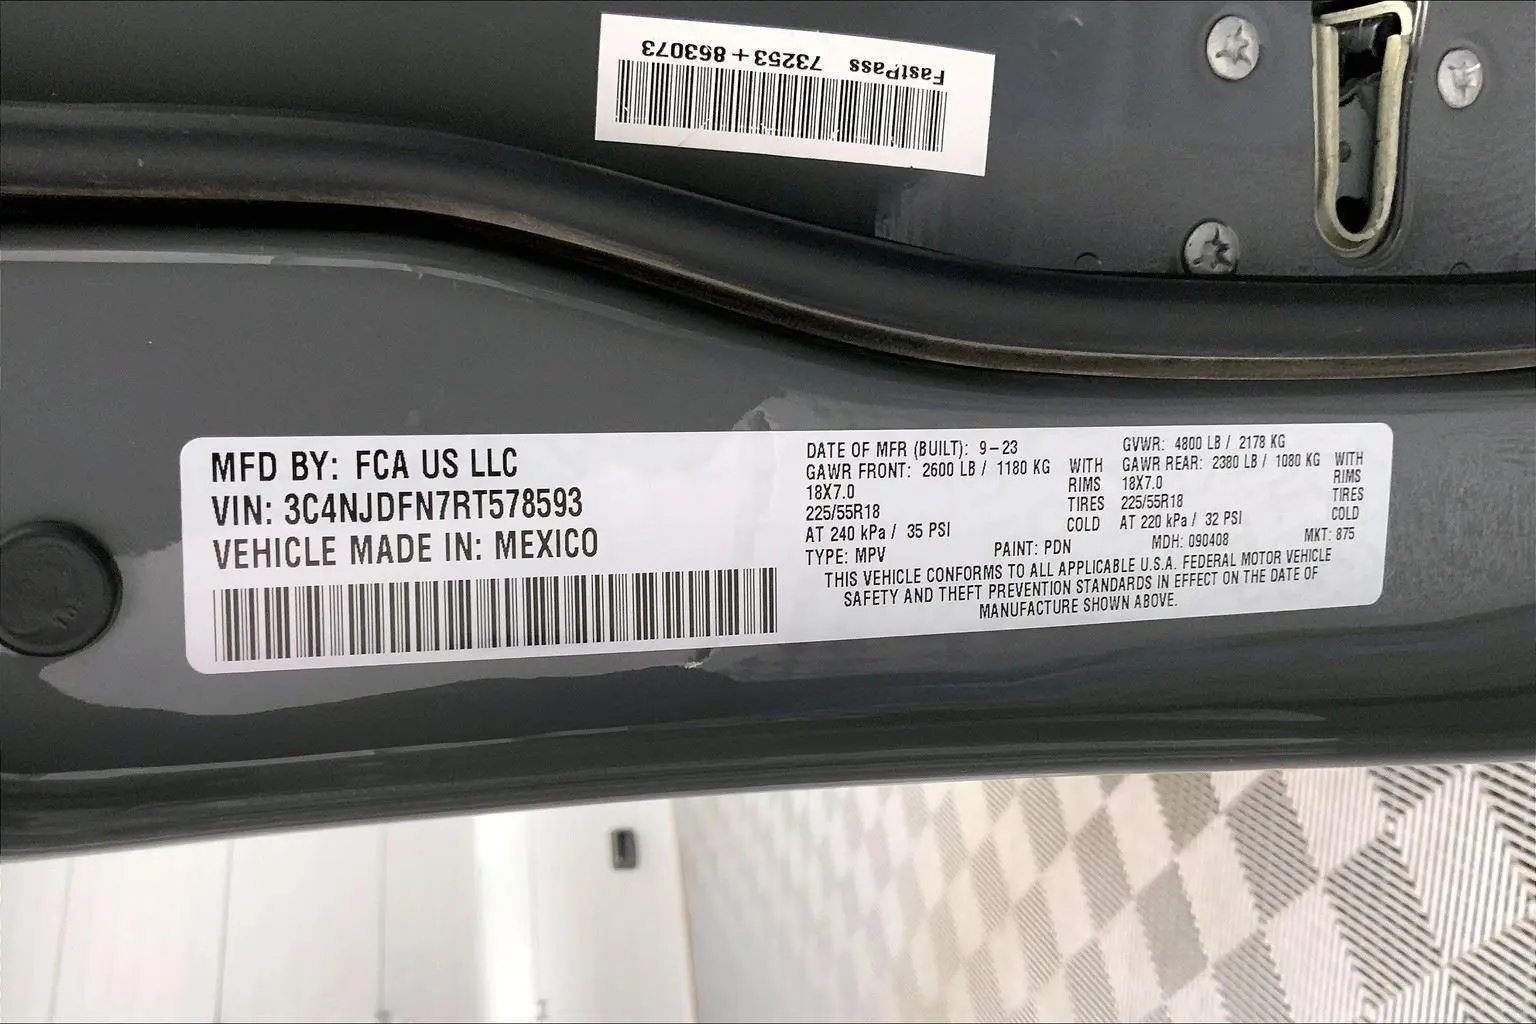 FastPass 73253+863073
MFD BY: FCA US LLC
VIN: 3C4NJDFN7RT578593
VEHICLE MADE IN: MEXICO
DATE OF MFR (BUILT): 9-23 GVWR: 4800 LB / 2178 KG
GAWR FRONT: 2600 LB / 1180 KG WITH GAWR REAR: 2380 LB / 1080 KG WITH
18X7.0 RIMS 18X7.0 RIMS
225/55R18 TIRES 225/55R18 TIRES
AT 240 kPa / 35 PSI COLD AT 220 kPa / 32 PSI COLD
TYPE: MPV PAINT: PDN MDH: 090408 MKT: 875
THIS VEHICLE CONFORMS TO ALL APPLICABLE U.S.A. FEDERAL MOTOR VEHICLE
SAFETY AND THEFT PREVENTION STANDARDS IN EFFECT ON THE DATE OF
MANUFACTURE SHOWN ABOVE.